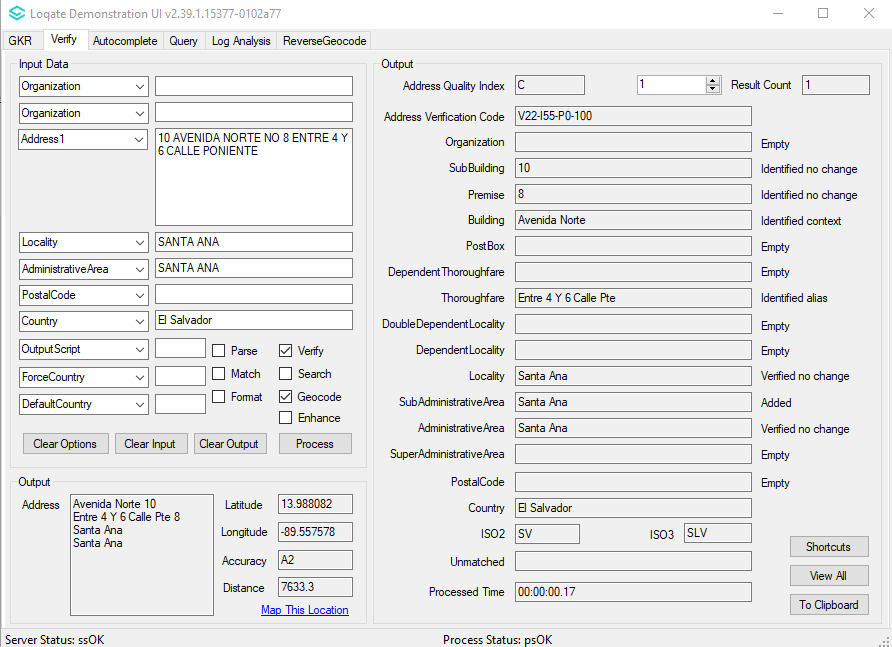 Loqate Demonstration UI v2.39.1.15377-0102a77
GKR Verify Autocomplete Query Log Analysis ReverseGeocode
Input Data
Organization
Organization
Address1 10 AVENIDA NORTE NO 8 ENTRE 4 Y
6 CALLE PONIENTE
Locality SANTA ANA
AdministrativeArea SANTA ANA
PostalCode
Country El Salvador
OutputScript Parse Verify
ForceCountry Match Search
DefaultCountry Format Geocode
Enhance
Clear Options Clear Input Clear Output Process
Output
Address Avenida Norte 10
Entre 4 Y 6 Calle Pte 8
Santa Ana
Santa Ana
Latitude 13.988082
Longitude -89.557578
Accuracy A2
Distance 7633.3
Map This Location
Output
Address Quality Index C 1 Result Count 1
Address Verification Code V22-I55-P0-100
Organization Empty
SubBuilding 10 Identified no change
Premise 8 Identified no change
Building Avenida Norte Identified context
PostBox Empty
DependentThoroughfare Empty
Thoroughfare Entre 4 Y 6 Calle Pte Identified alias
DoubleDependentLocality Empty
DependentLocality Empty
Locality Santa Ana Verified no change
SubAdministrativeArea Santa Ana Added
AdministrativeArea Santa Ana Verified no change
SuperAdministrativeArea Empty
PostalCode Empty
Country El Salvador
ISO2 SV ISO3 SLV
Unmatched
Processed Time 00:00:00.17
Shortcuts
View All
To Clipboard
Server Status: ssOK Process Status: psOK